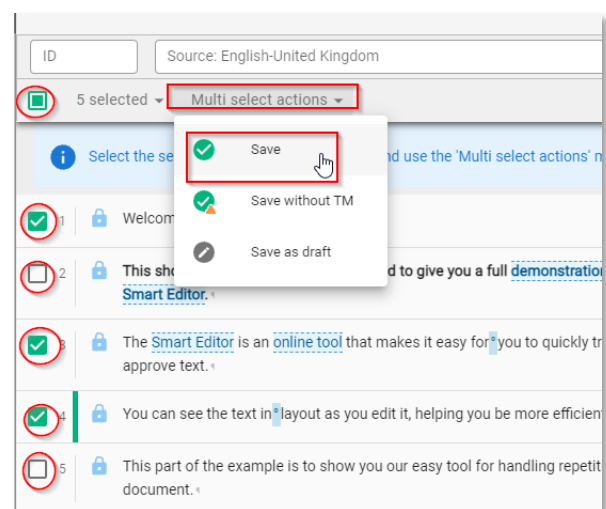 ID
Source: English-United Kingdom
5 selected
Multi select actions
Select the se
nd use the 'Multi select actions'
Save
Save without TM
Save as draft
1
Welcom
2
This sh
d to give you a full demonstratio
Smart Editor.
3
The Smart Editor is an online tool that makes it easy for°you to quickly tr
approve text.
4
You can see the text in°layout as you edit it, helping you be more efficien
5
This part of the example is to show you our easy tool for handling repetit
document.